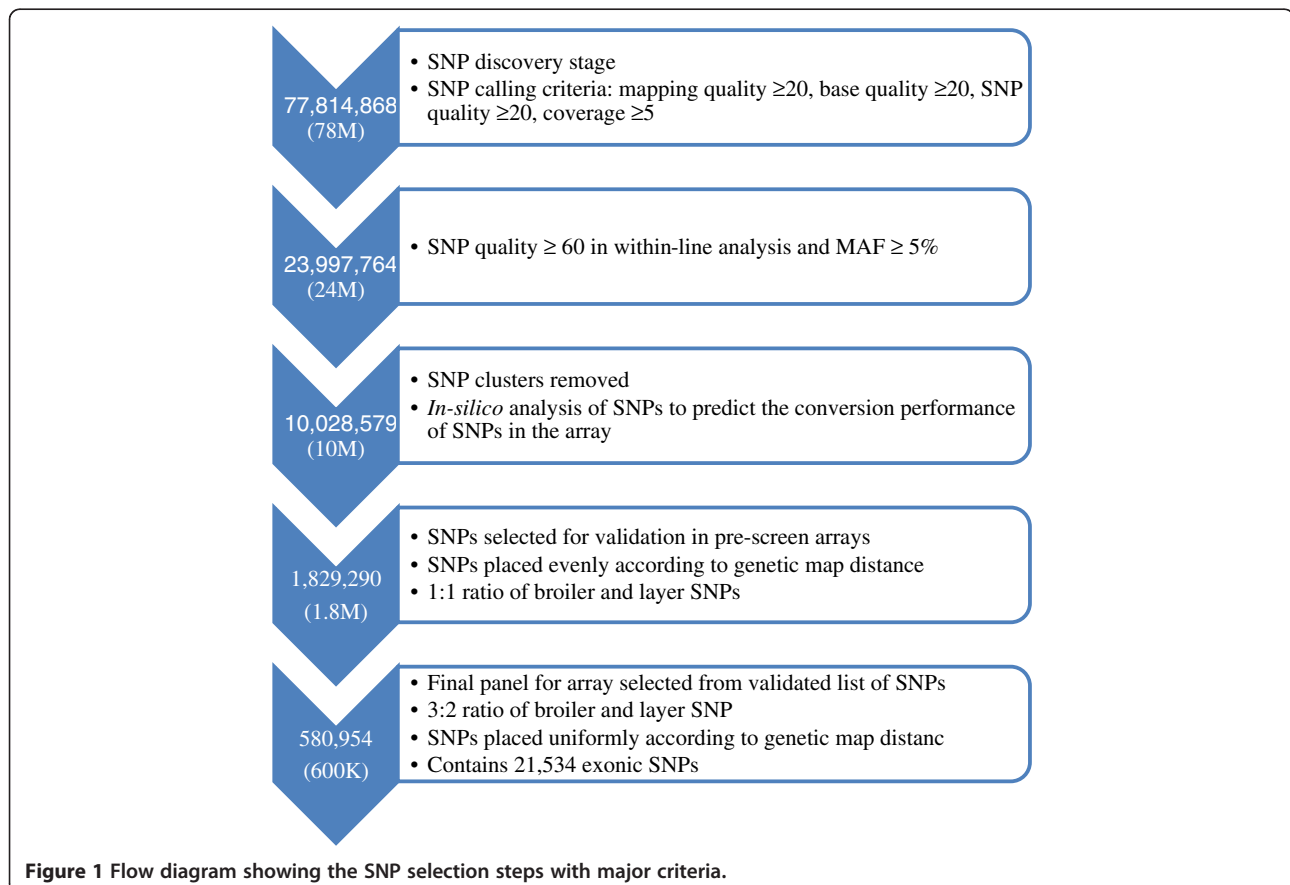 77,814,868
(78M)
• SNP discovery stage
• SNP calling criteria: mapping quality ≥20, base quality ≥20, SNP
quality ≥20, coverage ≥5
23,997,764
(24M)
• SNP quality ≥ 60 in within-line analysis and MAF ≥ 5%
10,028,579
(10M)
• SNP clusters removed
• In-silico analysis of SNPs to predict the conversion performance
of SNPs in the array
1,829,290
(1.8M)
• SNPs selected for validation in pre-screen arrays
• SNPs placed evenly according to genetic map distance
• 1:1 ratio of broiler and layer SNPs
580,954
(600K)
• Final panel for array selected from validated list of SNPs
• 3:2 ratio of broiler and layer SNP
• SNPs placed uniformly according to genetic map distanc
• Contains 21,534 exonic SNPs
Figure 1 Flow diagram showing the SNP selection steps with major criteria.